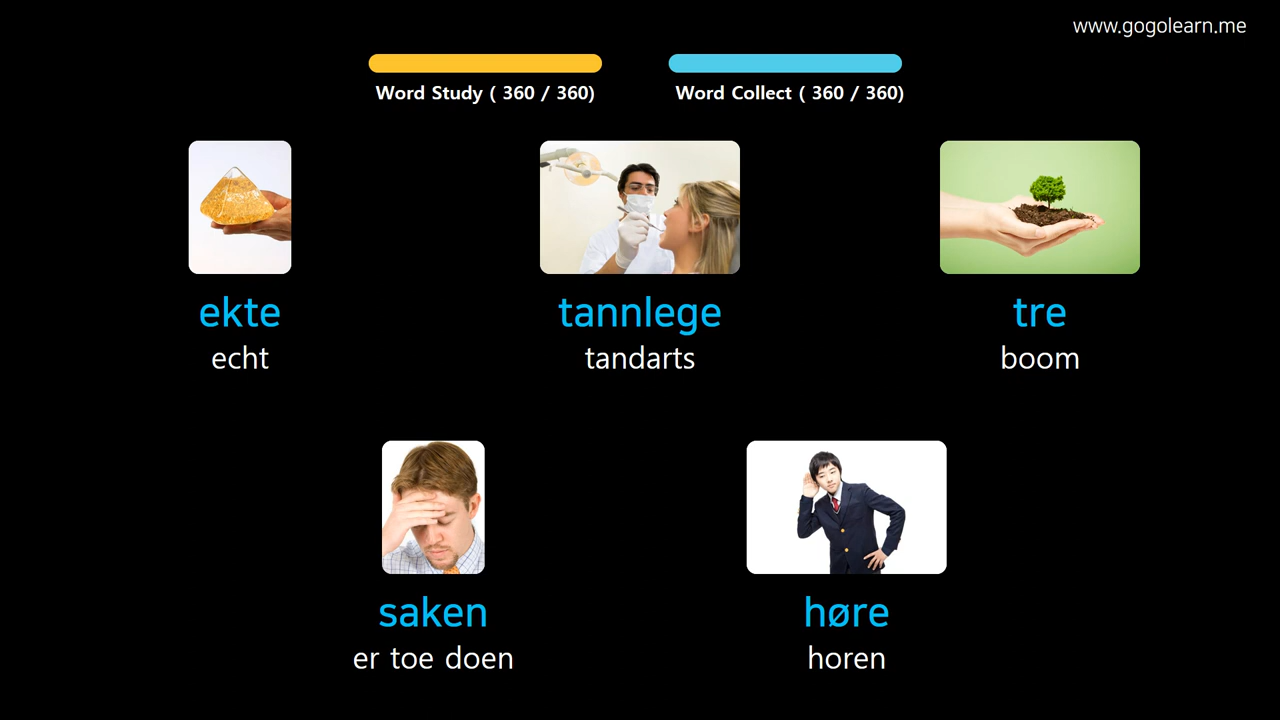 www.gogolearn.me
Word Study ( 360 / 360)
Word Collect ( 360 / 360)
ekte
echt
tannlege
tandarts
tre
boom
saken
er toe doen
høre
horen